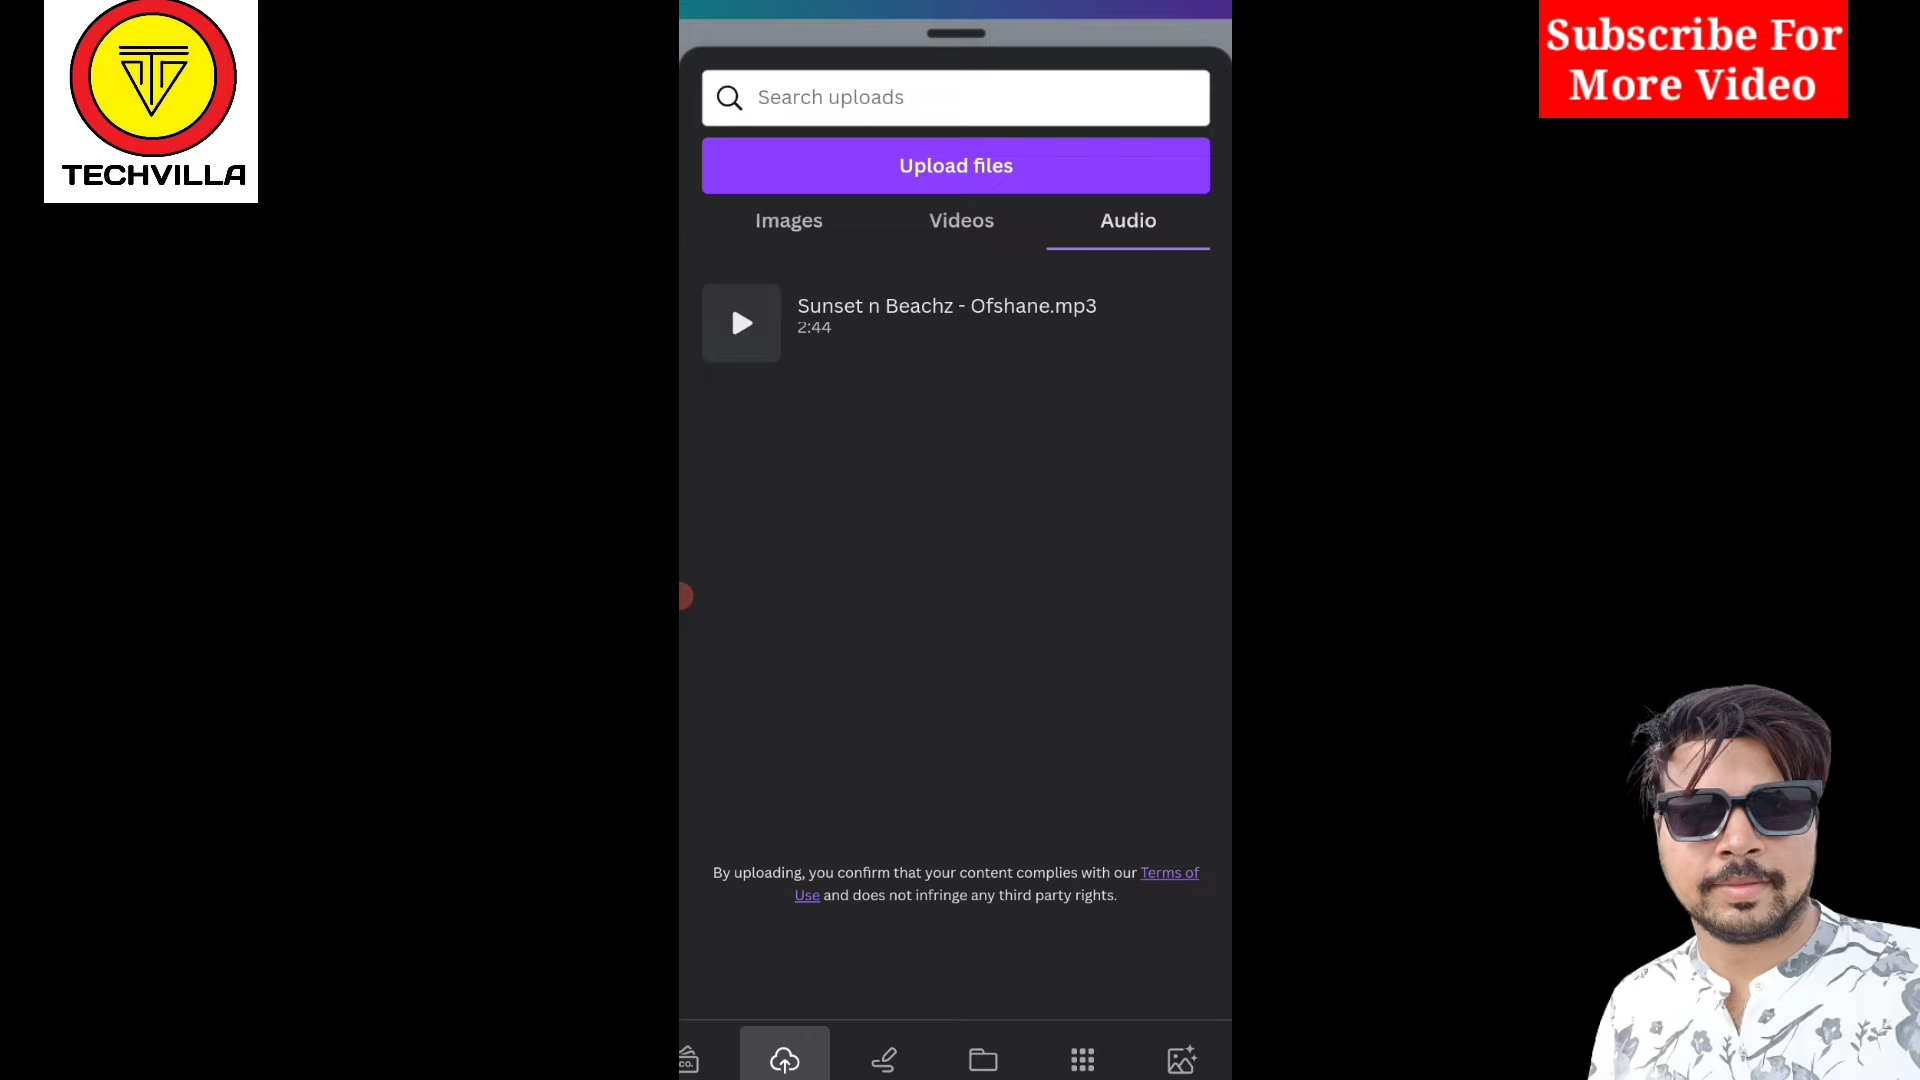 TECHVILLA
Subscribe For
More Video
Search uploads
Upload files
Images
Videos
Audio
Sunset n Beachz - Ofshane.mp3
2:44
By uploading, you confirm that your content complies with our Terms of
Use and does not infringe any third party rights.
CO.